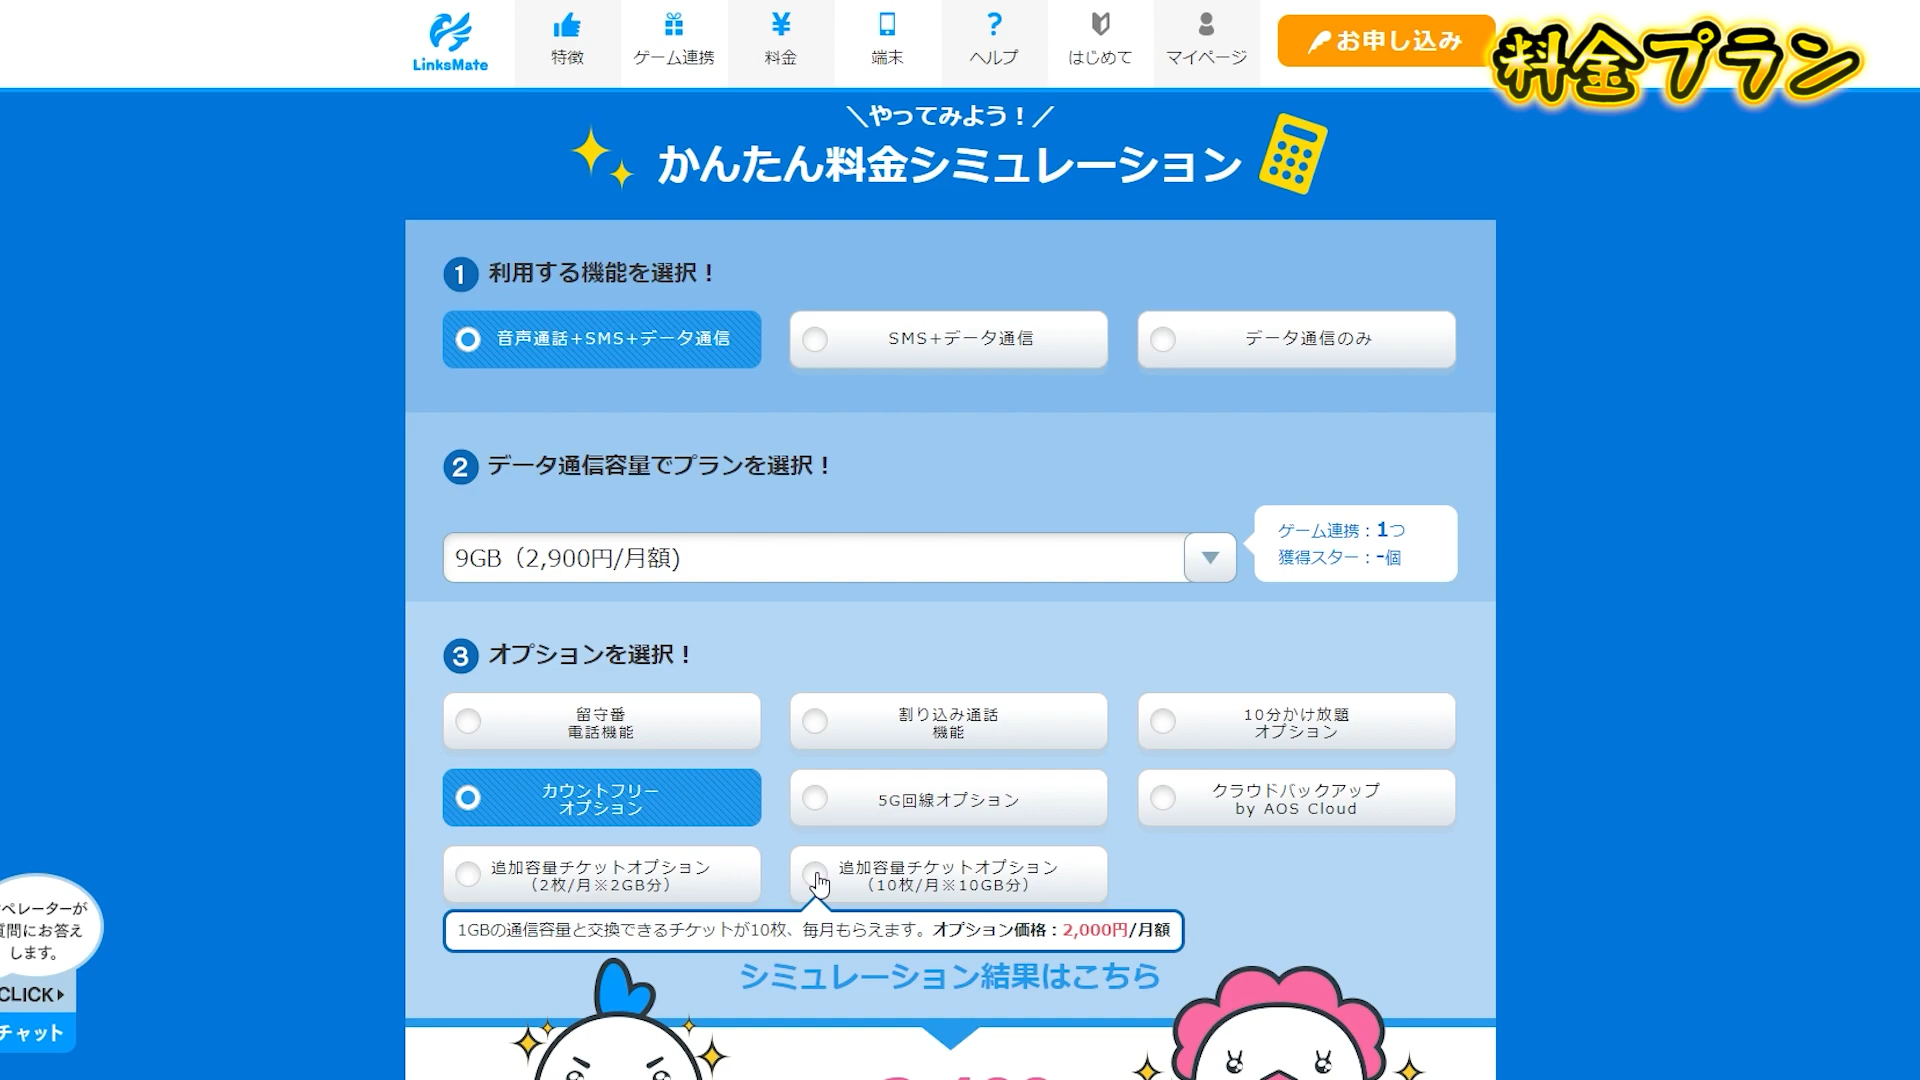 LinksMate
特徴
ゲーム連携
料金
端末
ヘルプ
はじめて
マイページ
お申し込み
料金プラン
＼やってみよう！／
かんたん料金シミュレーション
1 利用する機能を選択！
音声通話+SMS+データ通信
SMS+データ通信
データ通信のみ
2 データ通信容量でプランを選択！
9GB（2,900円/月額)
ゲーム連携：1つ
獲得スター：-個
3 オプションを選択！
留守番
電話機能
割り込み通話
機能
10分かけ放題
オプション
カウントフリー
オプション
5G回線オプション
クラウドバックアップ
by AOS Cloud
追加容量チケットオプション
（2枚/月※2GB分）
追加容量チケットオプション
（10枚/月※10GB分）
1GBの通信容量と交換できるチケットが10枚、毎月もらえます。オプション価格：2,000円/月額
シミュレーション結果はこちら
ペレーターが
質問にお答え
します。
CLICK
チャット